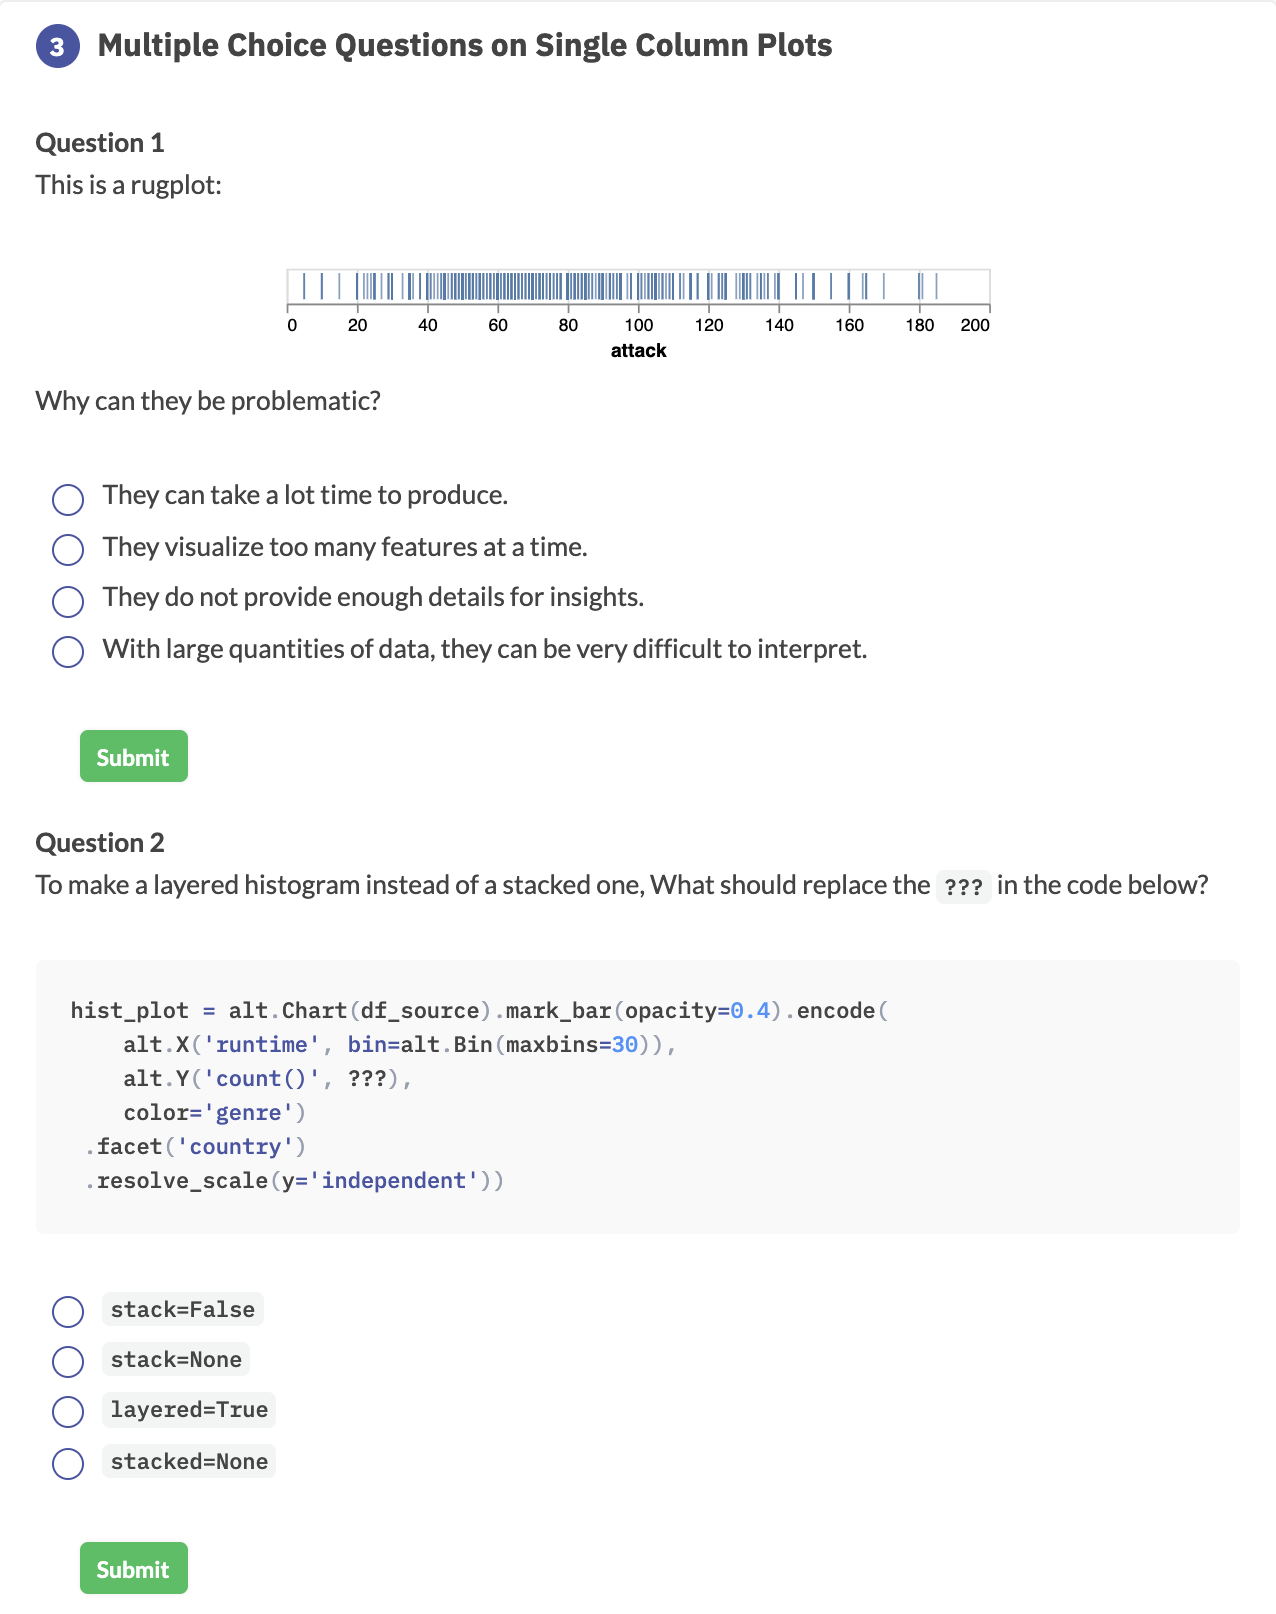 3 Multiple Choice Questions on Single Column Plots
Question 1
This is a rugplot:
0 20 40 60 80 100 120 140 160 180 200
attack
Why can they be problematic?
They can take a lot time to produce.
They visualize too many features at a time.
They do not provide enough details for insights.
With large quantities of data, they can be very difficult to interpret.
Submit
Question 2
To make a layered histogram instead of a stacked one, What should replace the ??? in the code below?
hist_plot = alt.Chart(df_source).mark_bar(opacity=0.4).encode(
    alt.X('runtime', bin=alt.Bin(maxbins=30)),
    alt.Y('count()', ???),
    color='genre')
 .facet('country')
 .resolve_scale(y='independent'))
stack=False
stack=None
layered=True
stacked=None
Submit